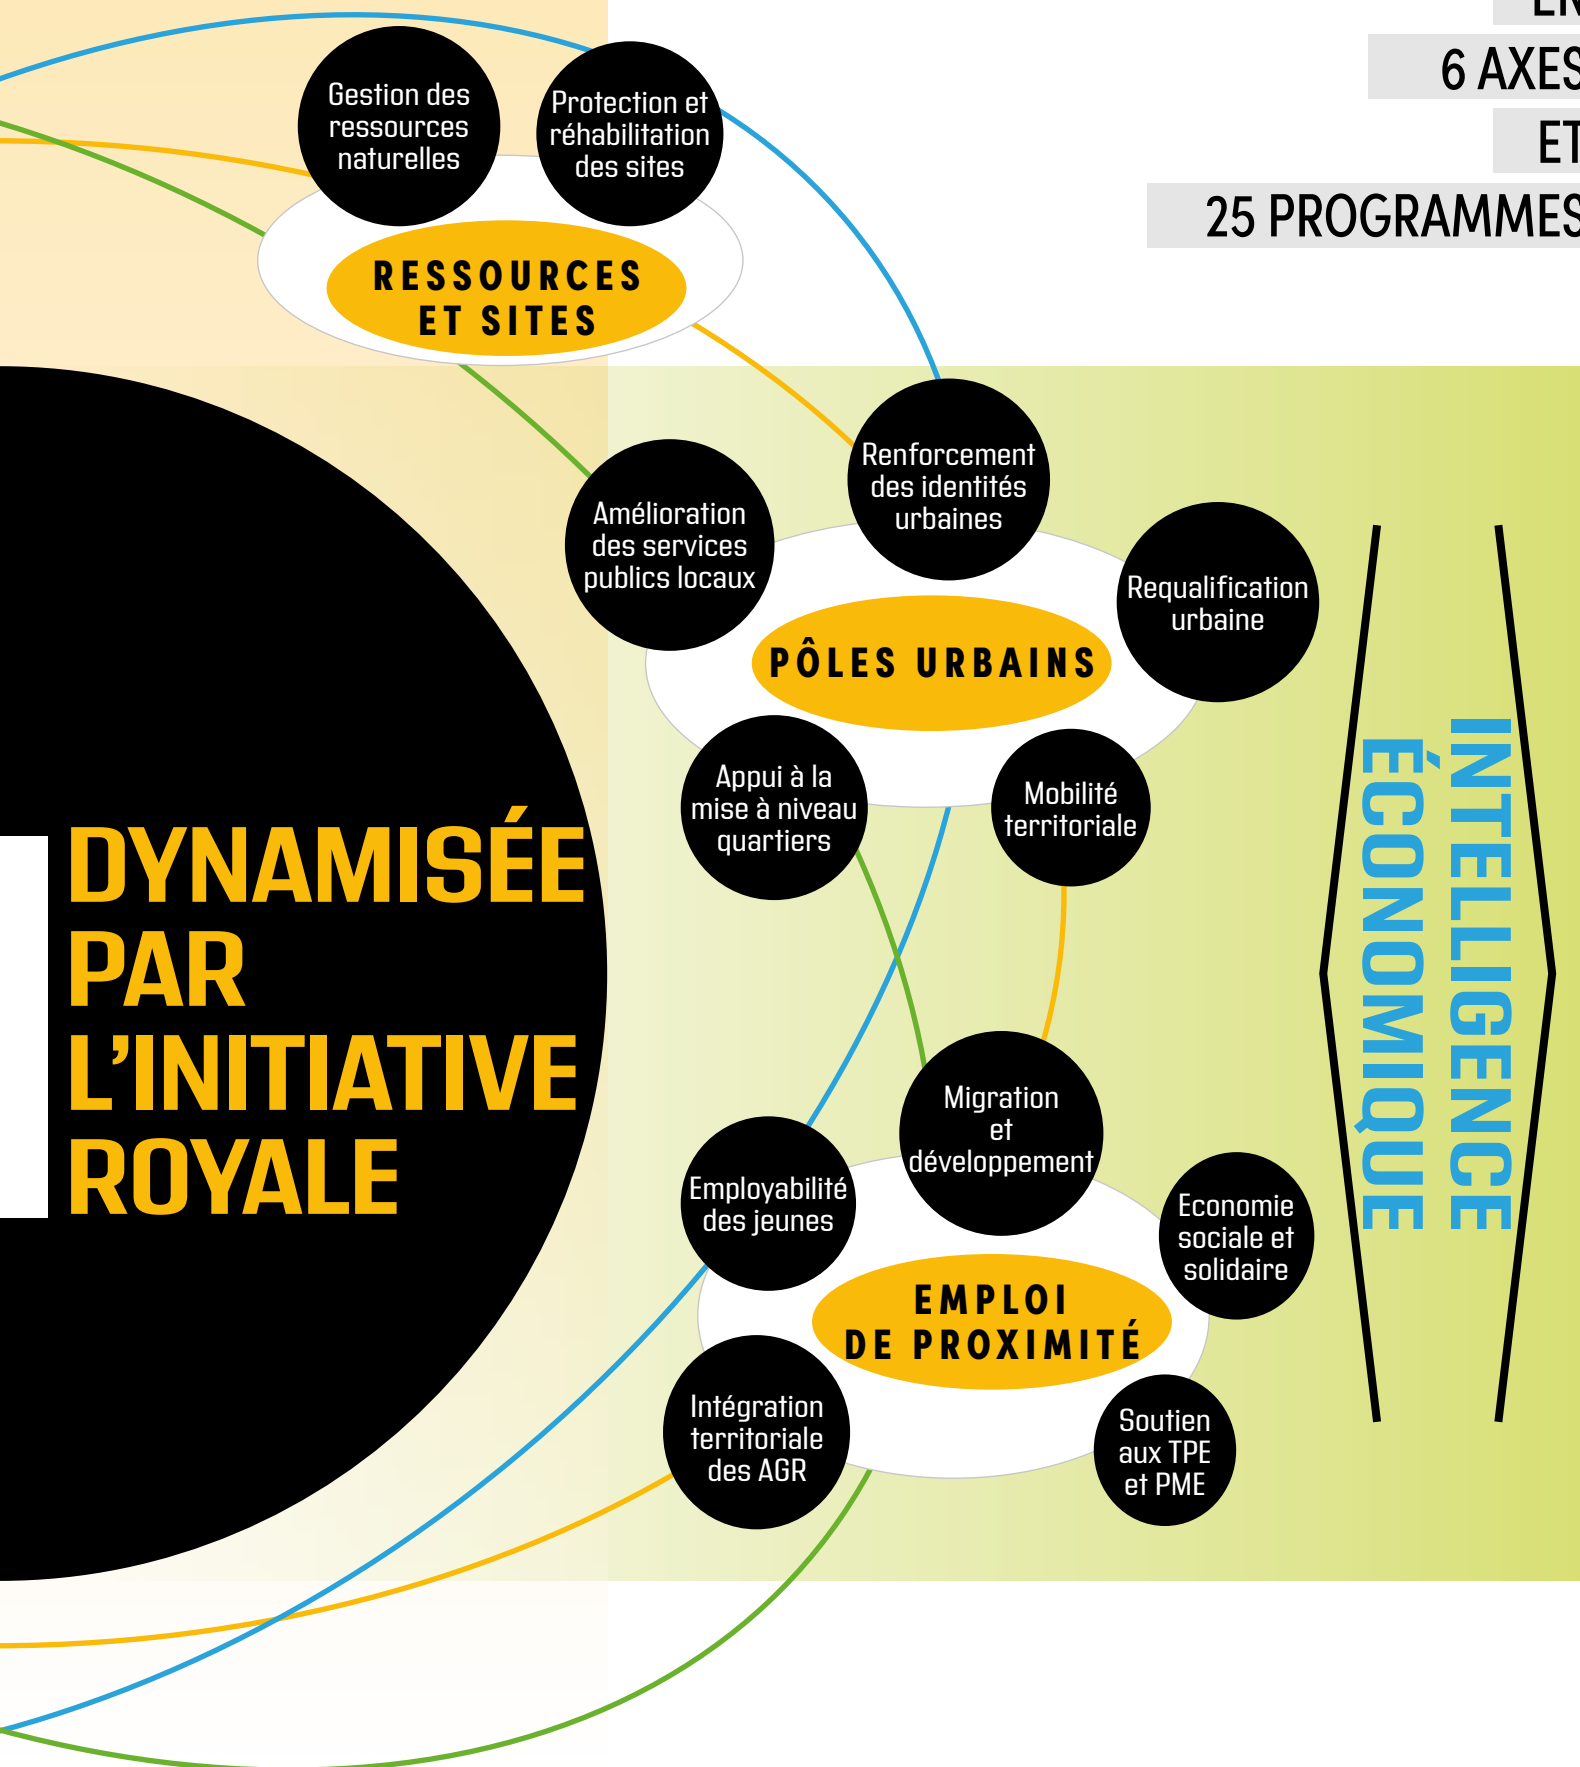 EN
6 AXES
ET
25 PROGRAMMES
Gestion des
ressources
naturelles
Protection et
réhabilitation
des sites
RESSOURCES
ET SITES
Renforcement
des identités
urbaines
Amélioration
des services
publics locaux
Requalification
urbaine
PÔLES URBAINS
Appui à la
mise à niveau
quartiers
Mobilité
territoriale
INTELLIGENCE
ÉCONOMIQUE
DYNAMISÉE
PAR
L’INITIATIVE
ROYALE
Migration
et
développement
Employabilité
des jeunes
Economie
sociale et
solidaire
EMPLOI
DE PROXIMITÉ
Intégration
territoriale
des AGR
Soutien
aux TPE
et PME